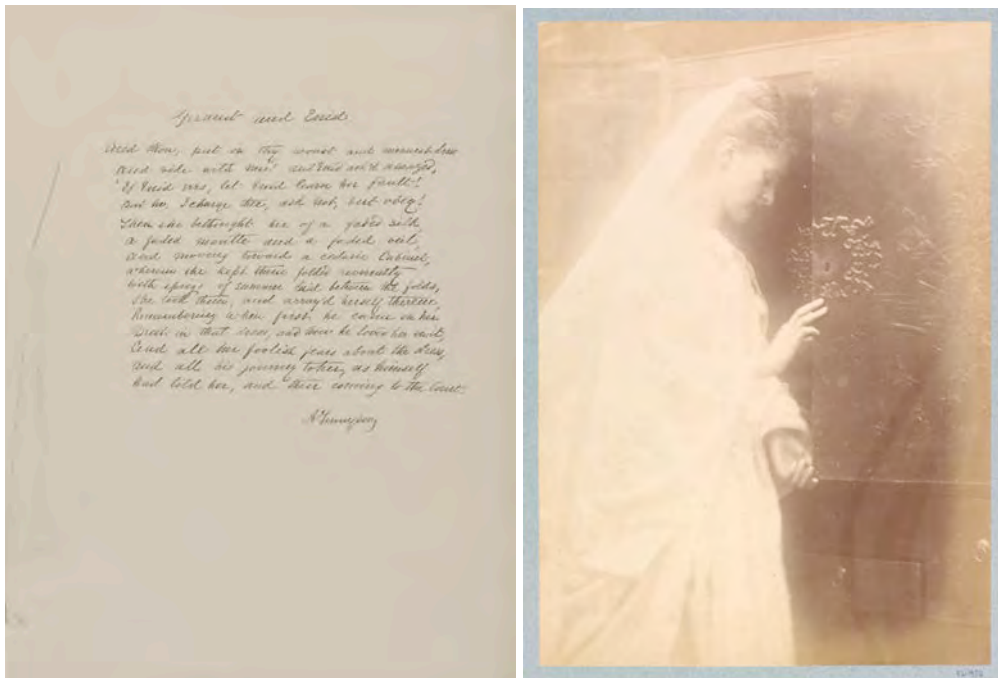 Geraint and Enid
And thou, put on thy worst and meanest dress
And ride with me." And Enid ask'd, amazed,
"If Enid errs, let Enid learn her fault!"
But he, "I charge thee, ask not, but obey!"
Then she bethought her of a faded silk,
a faded mantle and a faded veil,
And moving toward a cedarn Cabinet,
wherein she kept them folded reverently
With sprigs of summer laid between the folds,
She took them, and array'd herself therein,
Remembering when first he came on her
Drest in that dress, and how he loved her in it,
And all her foolish fears about the dress,
And all his journey to her, as himself
had told her, and their coming to the Court.
A Tennyson